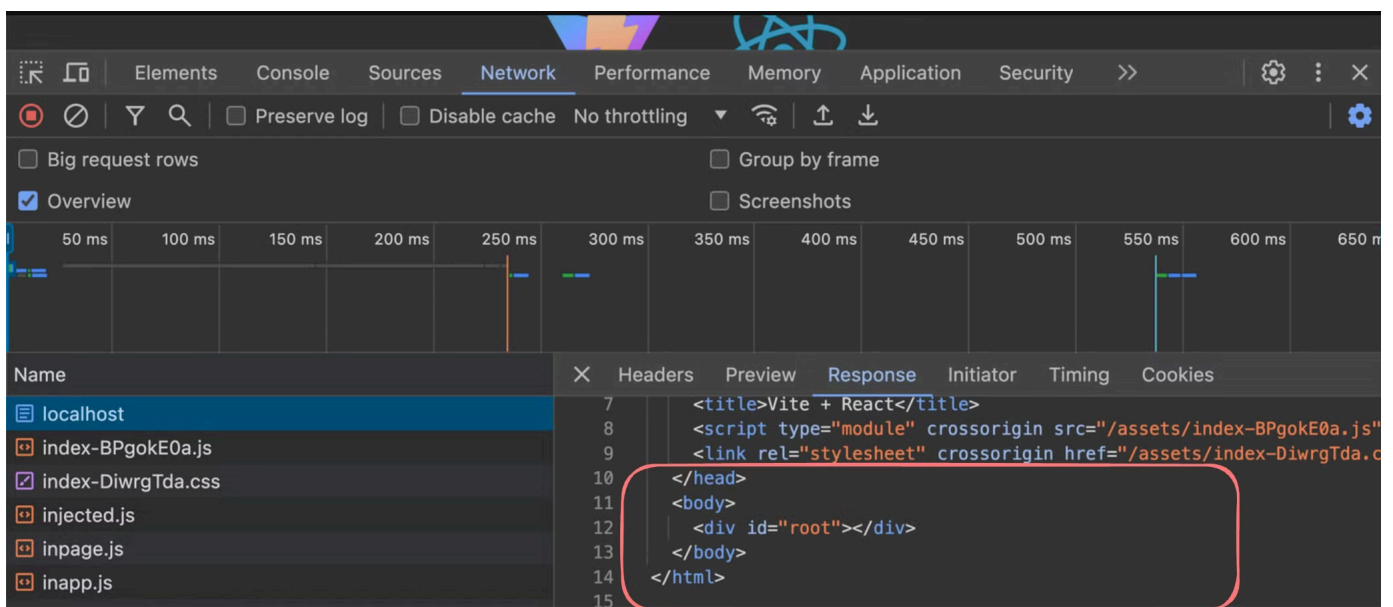 Elements Console Sources Network Performance Memory Application Security >>
Preserve log Disable cache No throttling
Big request rows Group by frame
Overview Screenshots
50 ms 100 ms 150 ms 200 ms 250 ms 300 ms 350 ms 400 ms 450 ms 500 ms 550 ms 600 ms 650 m
Name
Headers Preview Response Initiator Timing Cookies
localhost
index-BPgokE0a.js
index-DiwrgTda.css
injected.js
inpage.js
inapp.js
7 <title>Vite + React</title>
8 <script type="module" crossorigin src="/assets/index-BPgokE0a.js"
9 <link rel="stylesheet" crossorigin href="/assets/index-DiwrgTda.c
10 </head>
11 <body>
12 <div id="root"></div>
13 </body>
14 </html>
15